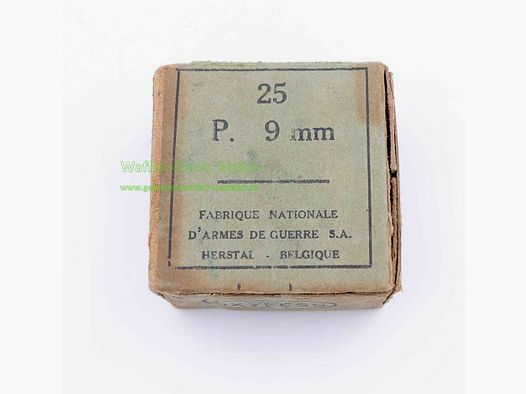 25
P. 9 mm
FABRIQUE NATIONALE
D'ARMES DE GUERRE S.A.
HERSTAL - BELGIQUE